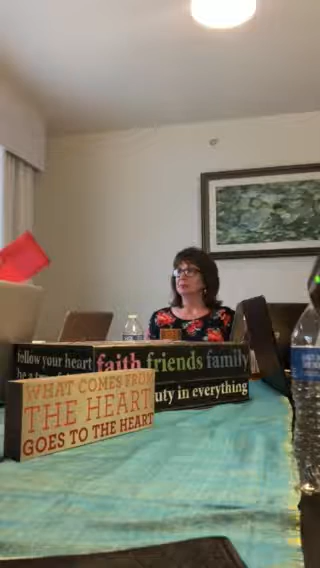 follow your heart
faith friends family
uty in everything
WHAT COMES FROM
THE HEART
GOES TO THE HEART